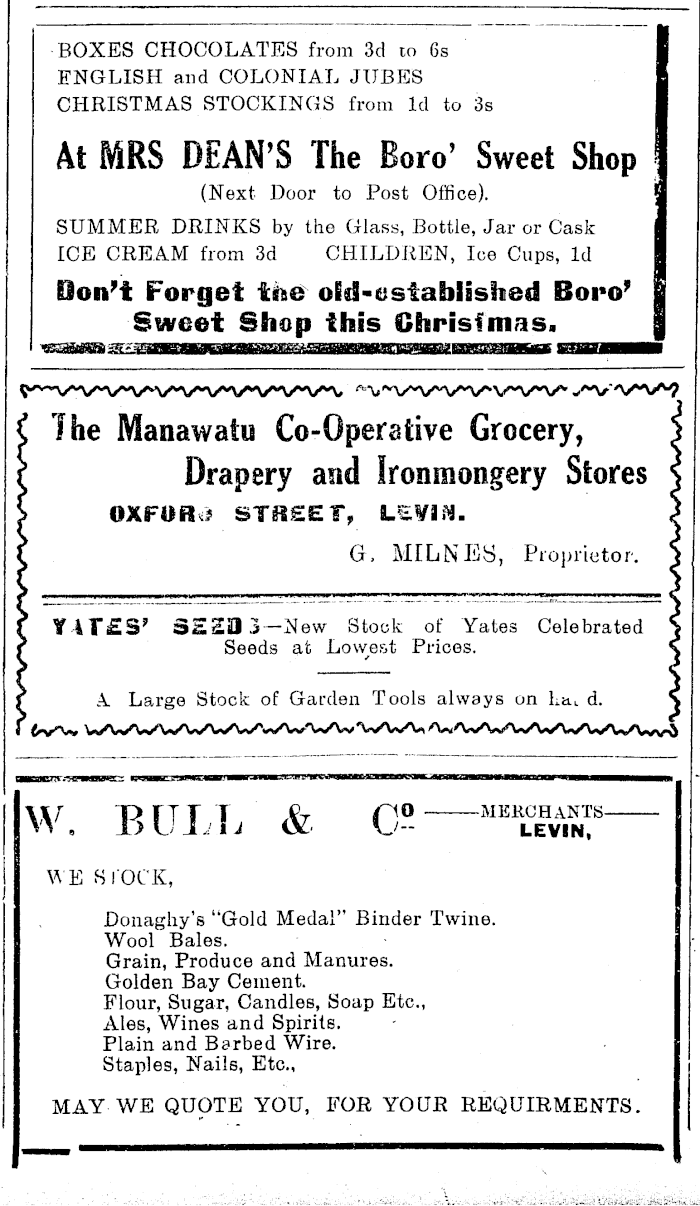 BOXES CHOCOLATES from 3d to 6s
ENGLISH and COLONIAL JUBES
CHRISTMAS STOCKINGS from 1d to 3s
At MRS DEAN'S The Boro' Sweet Shop
(Next Door to Post Office).
SUMMER DRINKS by the Glass, Bottle, Jar or Cask
ICE CREAM from 3d CHILDREN, Ice Cups, 1d
Don't Forget the old-established Boro'
Sweet Shop this Christmas.
The Manawatu Co-Operative Grocery,
Drapery and Ironmongery Stores
OXFORD STREET, LEVIN.
G. MILNES, Proprietor.
YATES' SEEDS—New Stock of Yates Celebrated
Seeds at Lowest Prices.
A Large Stock of Garden Tools always on hand.
W. BULL & Co —— MERCHANTS ——
LEVIN,
WE STOCK,
Donaghy's "Gold Medal" Binder Twine.
Wool Bales.
Grain, Produce and Manures.
Golden Bay Cement.
Flour, Sugar, Candles, Soap Etc.,
Ales, Wines and Spirits.
Plain and Barbed Wire.
Staples, Nails, Etc.,
MAY WE QUOTE YOU, FOR YOUR REQUIRMENTS.